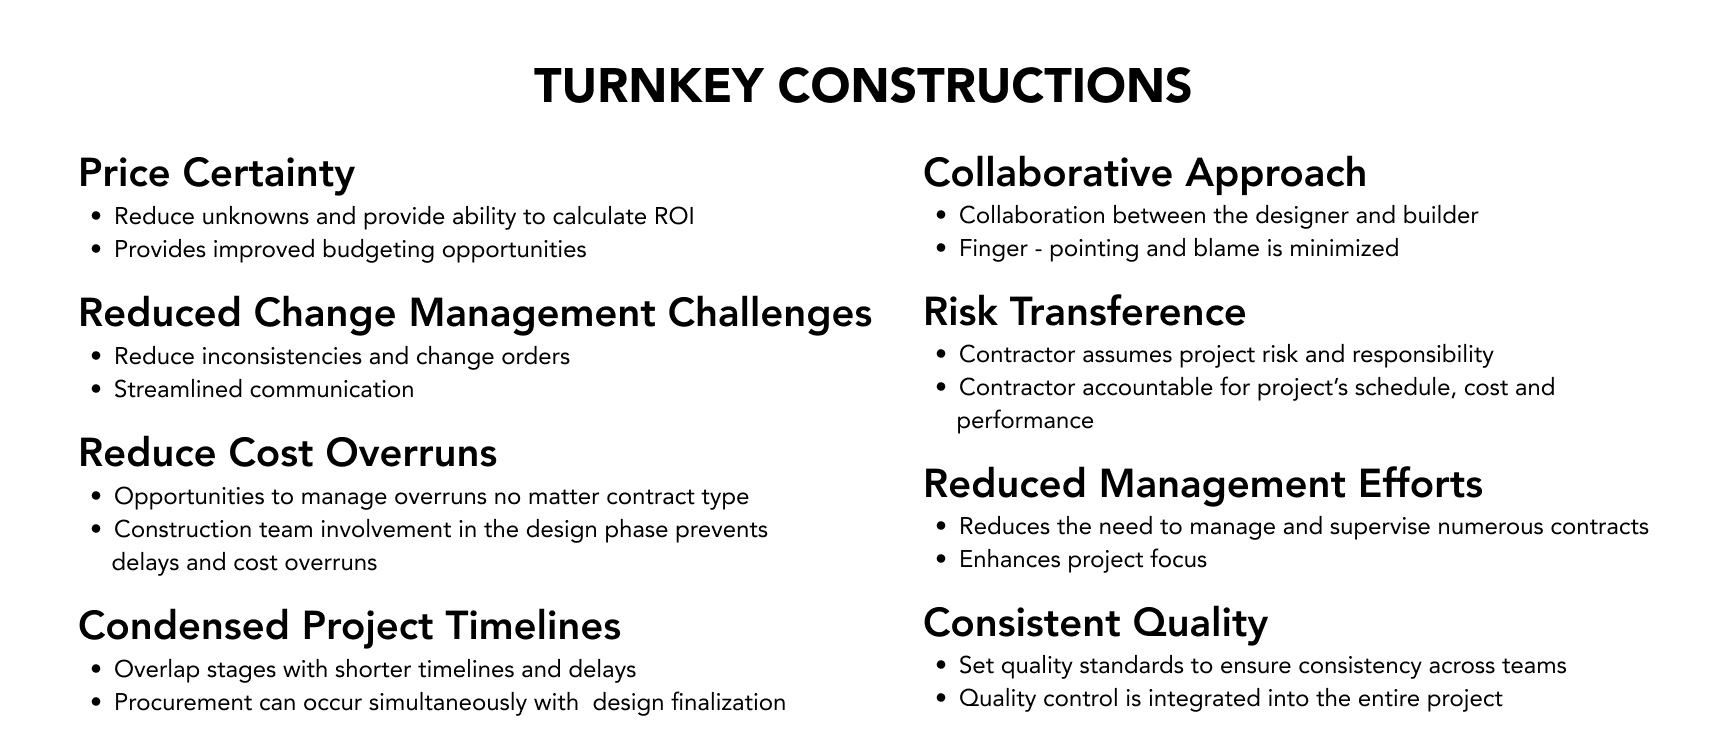 TURNKEY CONSTRUCTIONS
Price Certainty
• Reduce unknowns and provide ability to calculate ROI
• Provides improved budgeting opportunities
Reduced Change Management Challenges
• Reduce inconsistencies and change orders
• Streamlined communication
Reduce Cost Overruns
• Opportunities to manage overruns no matter contract type
• Construction team involvement in the design phase prevents
delays and cost overruns
Condensed Project Timelines
• Overlap stages with shorter timelines and delays
• Procurement can occur simultaneously with  design finalization
Collaborative Approach
• Collaboration between the designer and builder
• Finger - pointing and blame is minimized
Risk Transference
• Contractor assumes project risk and responsibility
• Contractor accountable for project’s schedule, cost and
performance
Reduced Management Efforts
• Reduces the need to manage and supervise numerous contracts
• Enhances project focus
Consistent Quality
• Set quality standards to ensure consistency across teams
• Quality control is integrated into the entire project